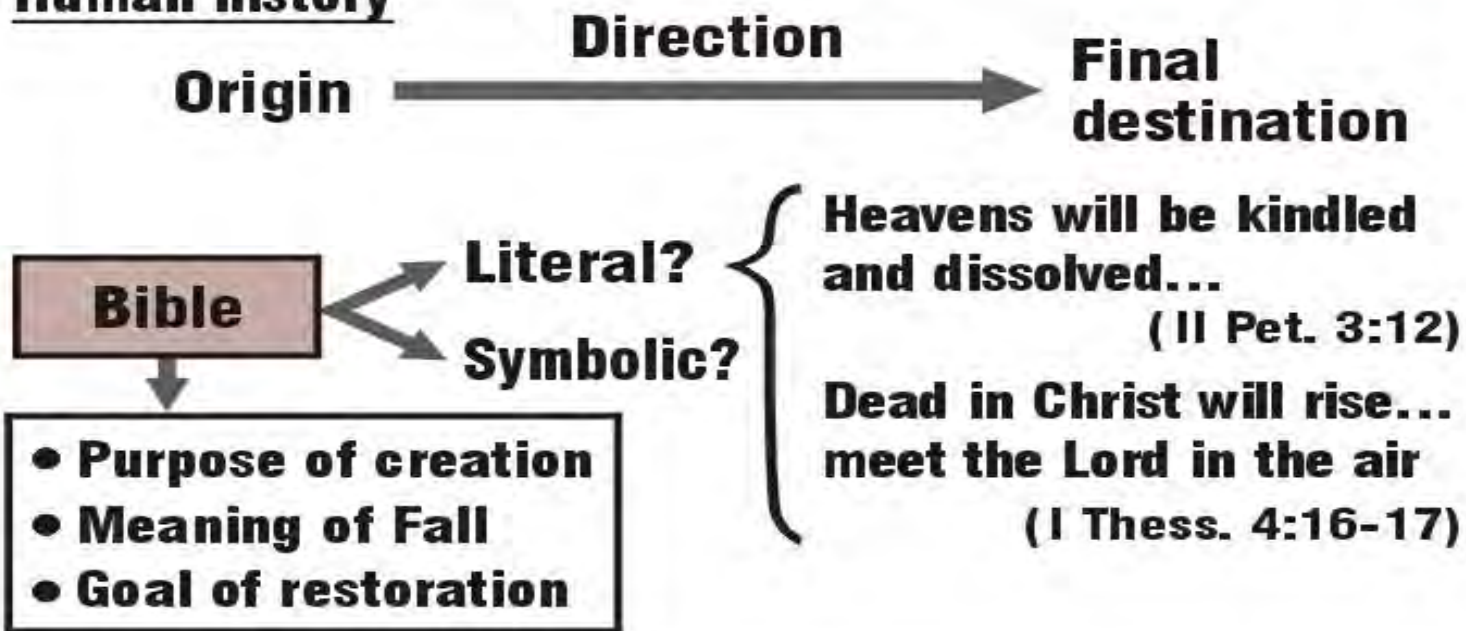 Human history
Direction
Origin
Final
destination
Bible
Literal?
Symbolic?
Heavens will be kindled
and dissolved...
(II Pet. 3:12)
Dead in Christ will rise...
meet the Lord in the air
(I Thess. 4:16-17)
• Purpose of creation
• Meaning of Fall
• Goal of restoration